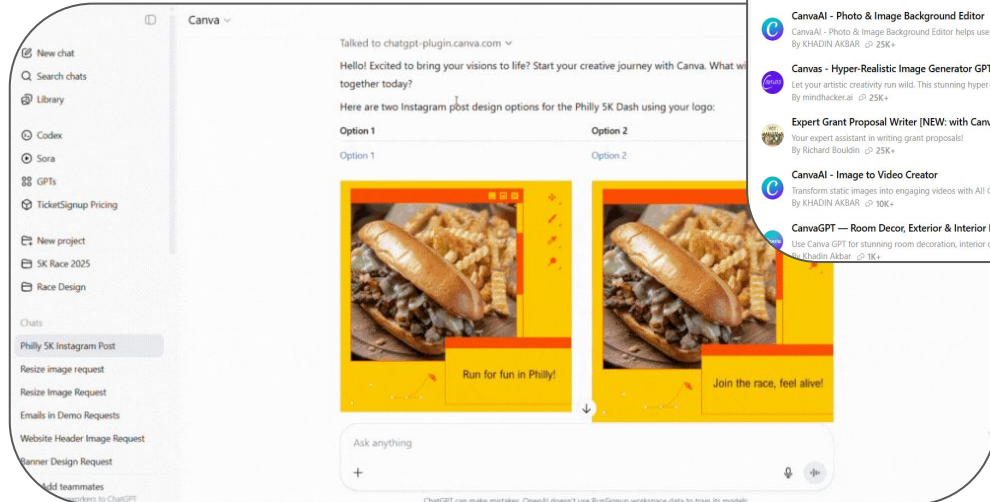 Canva
New chat
Search chats
Library
Codex
Sora
GPTs
TicketSignup Pricing
New project
5K Race 2025
Race Design
Chats
Philly 5K Instagram Post
Resize image request
Resize Image Request
Emails in Demo Requests
Website Header Image Request
Banner Design Request
Add teammates
to ChatGPT
Talked to chatgpt-plugin.canva.com
Hello! Excited to bring your visions to life? Start your creative journey with Canva. What
together today?
Here are two Instagram post design options for the Philly 5K Dash using your logo:
Option 1
Option 2
Option 1
Option 2
Run for fun in Philly!
Join the race, feel alive!
Ask anything
ChatGPT can make mistakes. OpenAI doesn't use RunSignup workspace data to train its models.
CanvaAI - Photo & Image Background Editor
CanvaAI - Photo & Image Background Editor helps use
By KHADIN AKBAR 25K+
Canvas - Hyper-Realistic Image Generator GPT
Let your artistic creativity run wild. This stunning hyper-
By mindhacker.ai 25K+
Expert Grant Proposal Writer [NEW: with Canv
Your expert assistant in writing grant proposals!
By Richard Bouldin 25K+
CanvaAI - Image to Video Creator
Transform static images into engaging videos with AI!
By KHADIN AKBAR 10K+
CanvaGPT — Room Decor, Exterior & Interior
Use Canva GPT for stunning room decoration, interior
By Khadin Akbar 1K+